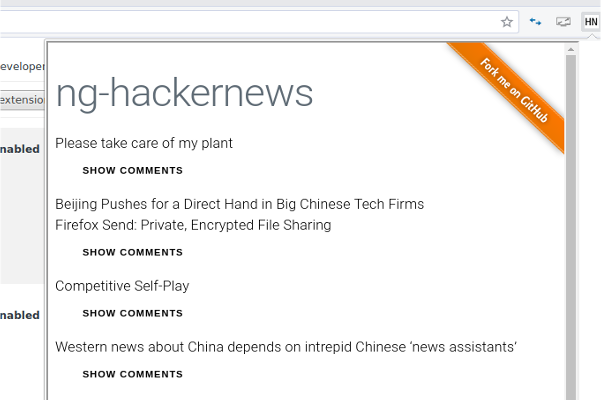 HN
eveloper
extensio
nabled
nabled
Fork me on GitHub
ng-hackernews
Please take care of my plant
SHOW COMMENTS
Beijing Pushes for a Direct Hand in Big Chinese Tech Firms
Firefox Send: Private, Encrypted File Sharing
SHOW COMMENTS
Competitive Self-Play
SHOW COMMENTS
Western news about China depends on intrepid Chinese ‘news assistants’
SHOW COMMENTS